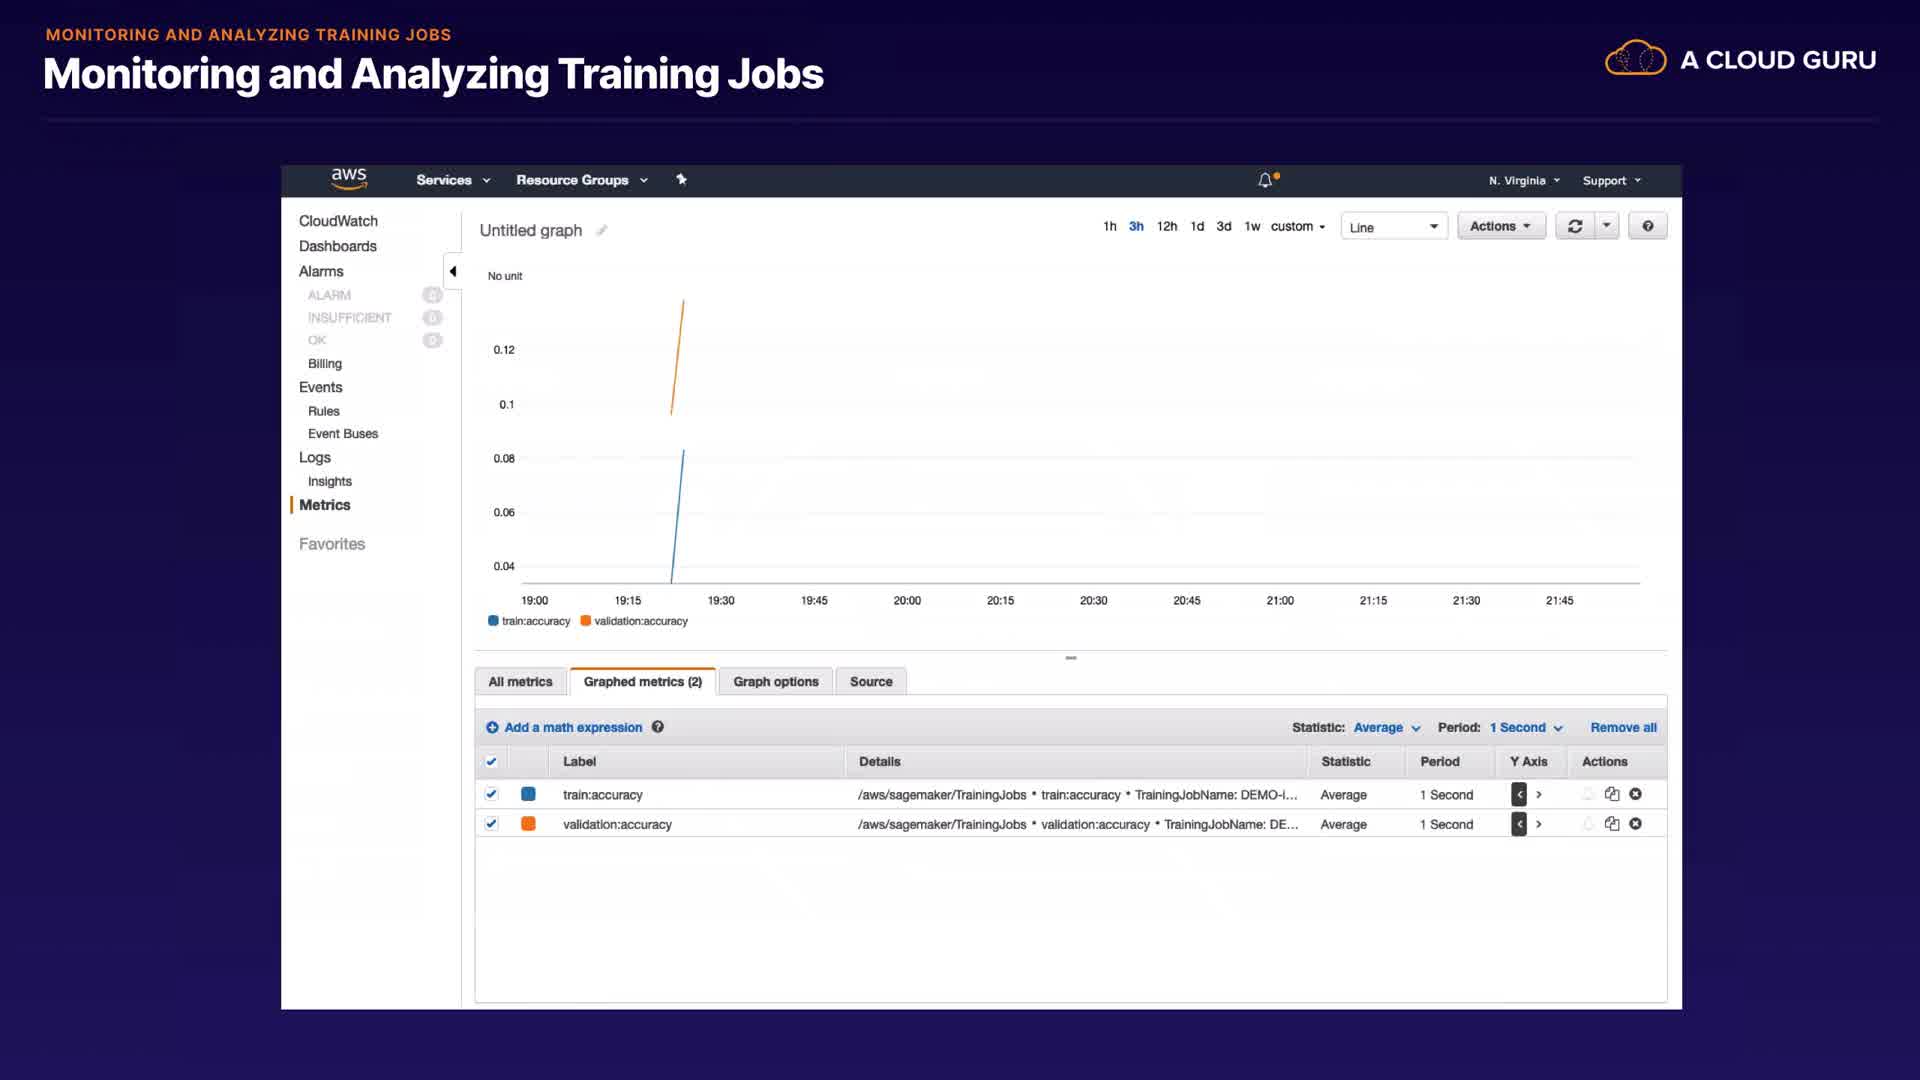 MONITORING AND ANALYZING TRAINING JOBS
Monitoring and Analyzing Training Jobs
A CLOUD GURU
aws Services Resource Groups N. Virginia Support
CloudWatch
Dashboards
Alarms
ALARM 0
INSUFFICIENT 0
OK 0
Billing
Events
Rules
Event Buses
Logs
Insights
Metrics
Favorites
Untitled graph
1h 3h 12h 1d 3d 1w custom Line Actions
No unit
0.12
0.1
0.08
0.06
0.04
19:00 19:15 19:30 19:45 20:00 20:15 20:30 20:45 21:00 21:15 21:30 21:45
train:accuracy validation:accuracy
All metrics Graphed metrics (2) Graph options Source
Add a math expression ? Statistic: Average Period: 1 Second Remove all
Label Details Statistic Period Y Axis Actions
train:accuracy /aws/sagemaker/TrainingJobs * train:accuracy * TrainingJobName: DEMO-i... Average 1 Second < >
validation:accuracy /aws/sagemaker/TrainingJobs * validation:accuracy * TrainingJobName: DE... Average 1 Second < >